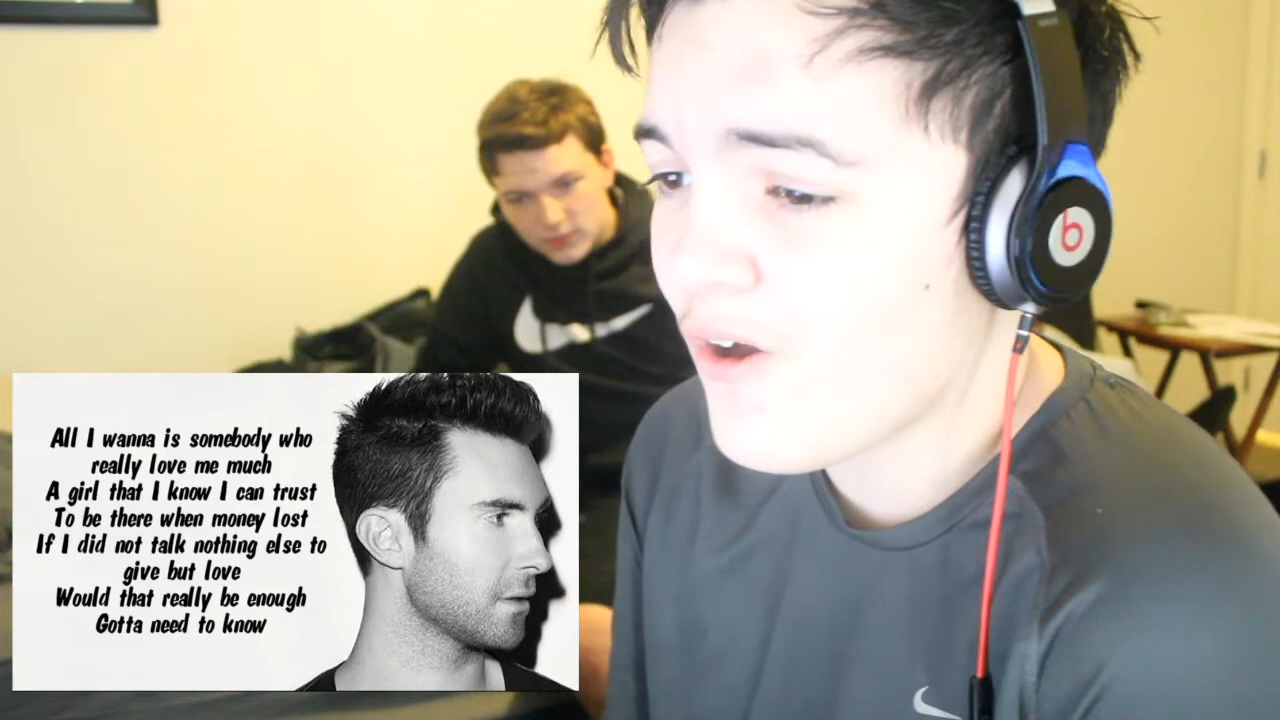 All I wanna is somebody who
really love me much
A girl that I know I can trust
To be there when money lost
If I did not talk nothing else to
give but love
Would that really be enough
Gotta need to know
b